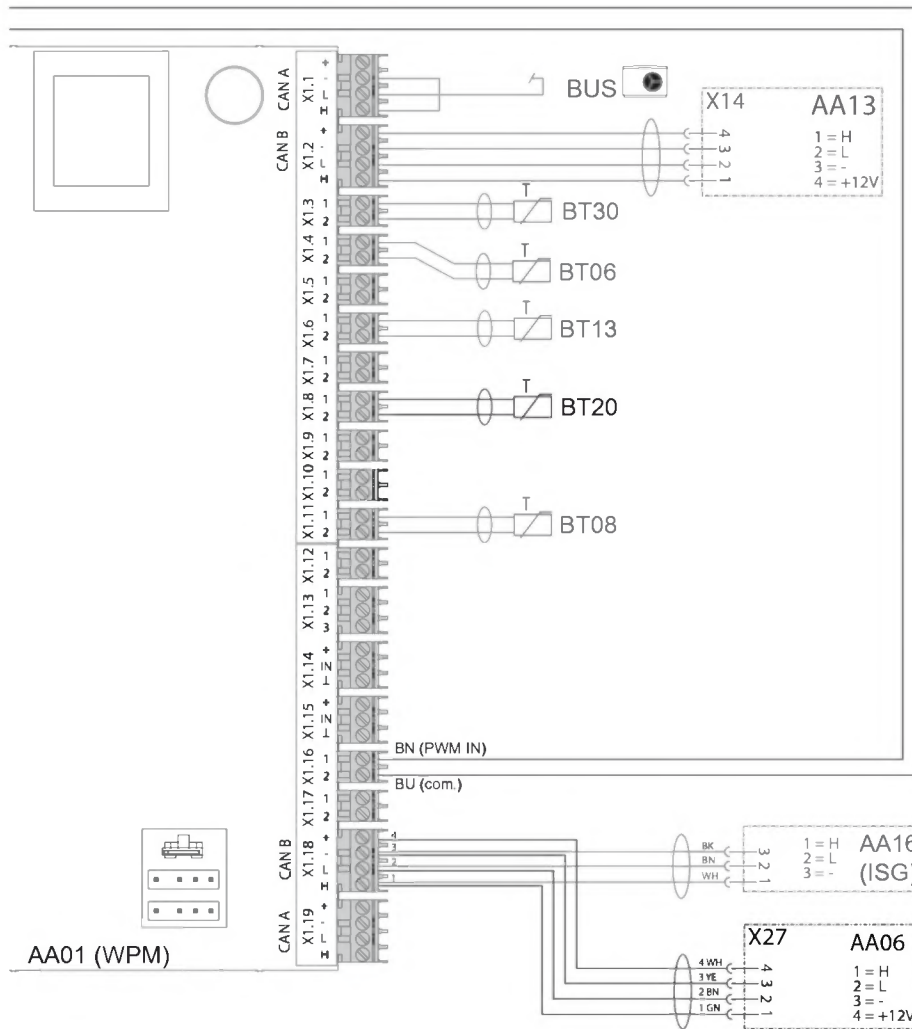 CAN A
X1.1
+
-
L
H
BUS
CAN B
X1.2
+
-
L
H
X14
AA13
4
3
2
1
1 = H
2 = L
3 = -
4 = +12V
X1.3
1
2
T
BT30
X1.4
1
2
T
BT06
X1.5
1
2
X1.6
1
2
T
BT13
X1.7
1
2
X1.8
1
2
T
BT20
X1.9
1
2
X1.10
1
2
X1.11
1
2
T
BT08
X1.12
1
2
X1.13
1
2
3
X1.14
+
IN
⊥
X1.15
+
IN
⊥
X1.16
1
2
BN (PWM IN)
BU (com.)
X1.17
1
2
CAN B
X1.18
+
-
L
H
4
3
2
1
BK
BN
WH
3
2
1
1 = H
2 = L
3 = -
AA16
(ISG)
CAN A
X1.19
+
-
L
H
AA01 (WPM)
X27
AA06
4 WH
3 YE
2 BN
1 GN
4
3
2
1
1 = H
2 = L
3 = -
4 = +12V